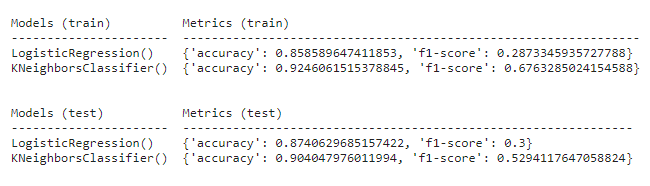 Models (train)         Metrics (train)
---------------------  -------------------------------------------------------------
LogisticRegression()   {'accuracy': 0.858589647411853, 'f1-score': 0.2873345935727788}
KNeighborsClassifier()  {'accuracy': 0.9246061515378845, 'f1-score': 0.6763285024154588}
Models (test)          Metrics (test)
---------------------  ------------------------------------------------------------
LogisticRegression()   {'accuracy': 0.8740629685157422, 'f1-score': 0.3}
KNeighborsClassifier()  {'accuracy': 0.904047976011994, 'f1-score': 0.5294117647058824}